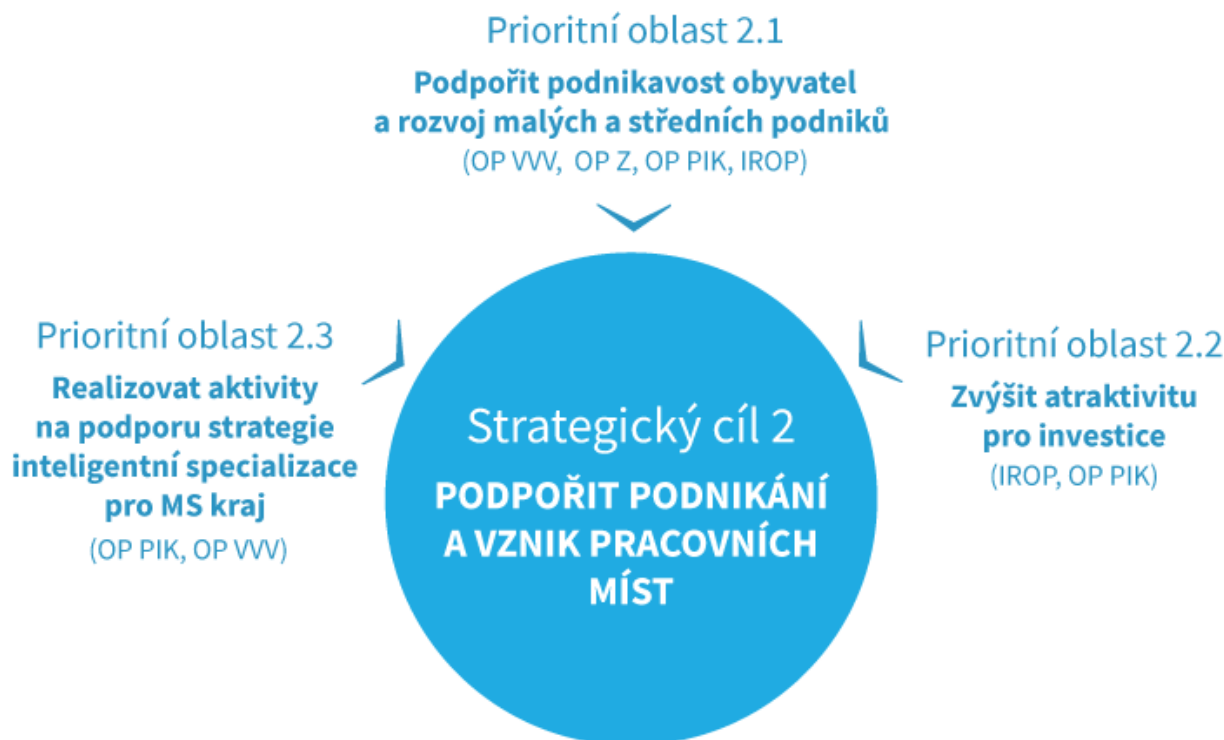 Prioritní oblast 2.1
Podpořit podnikavost obyvatel
a rozvoj malých a středních podniků
(OP VVV, OP Z, OP PIK, IROP)
Prioritní oblast 2.3
Realizovat aktivity
na podporu strategie
inteligentní specializace
pro MS kraj
(OP PIK, OP VVV)
Strategický cíl 2
PODPOŘIT PODNIKÁNÍ
A VZNIK PRACOVNÍCH
MÍST
Prioritní oblast 2.2
Zvýšit atraktivitu
pro investice
(IROP, OP PIK)